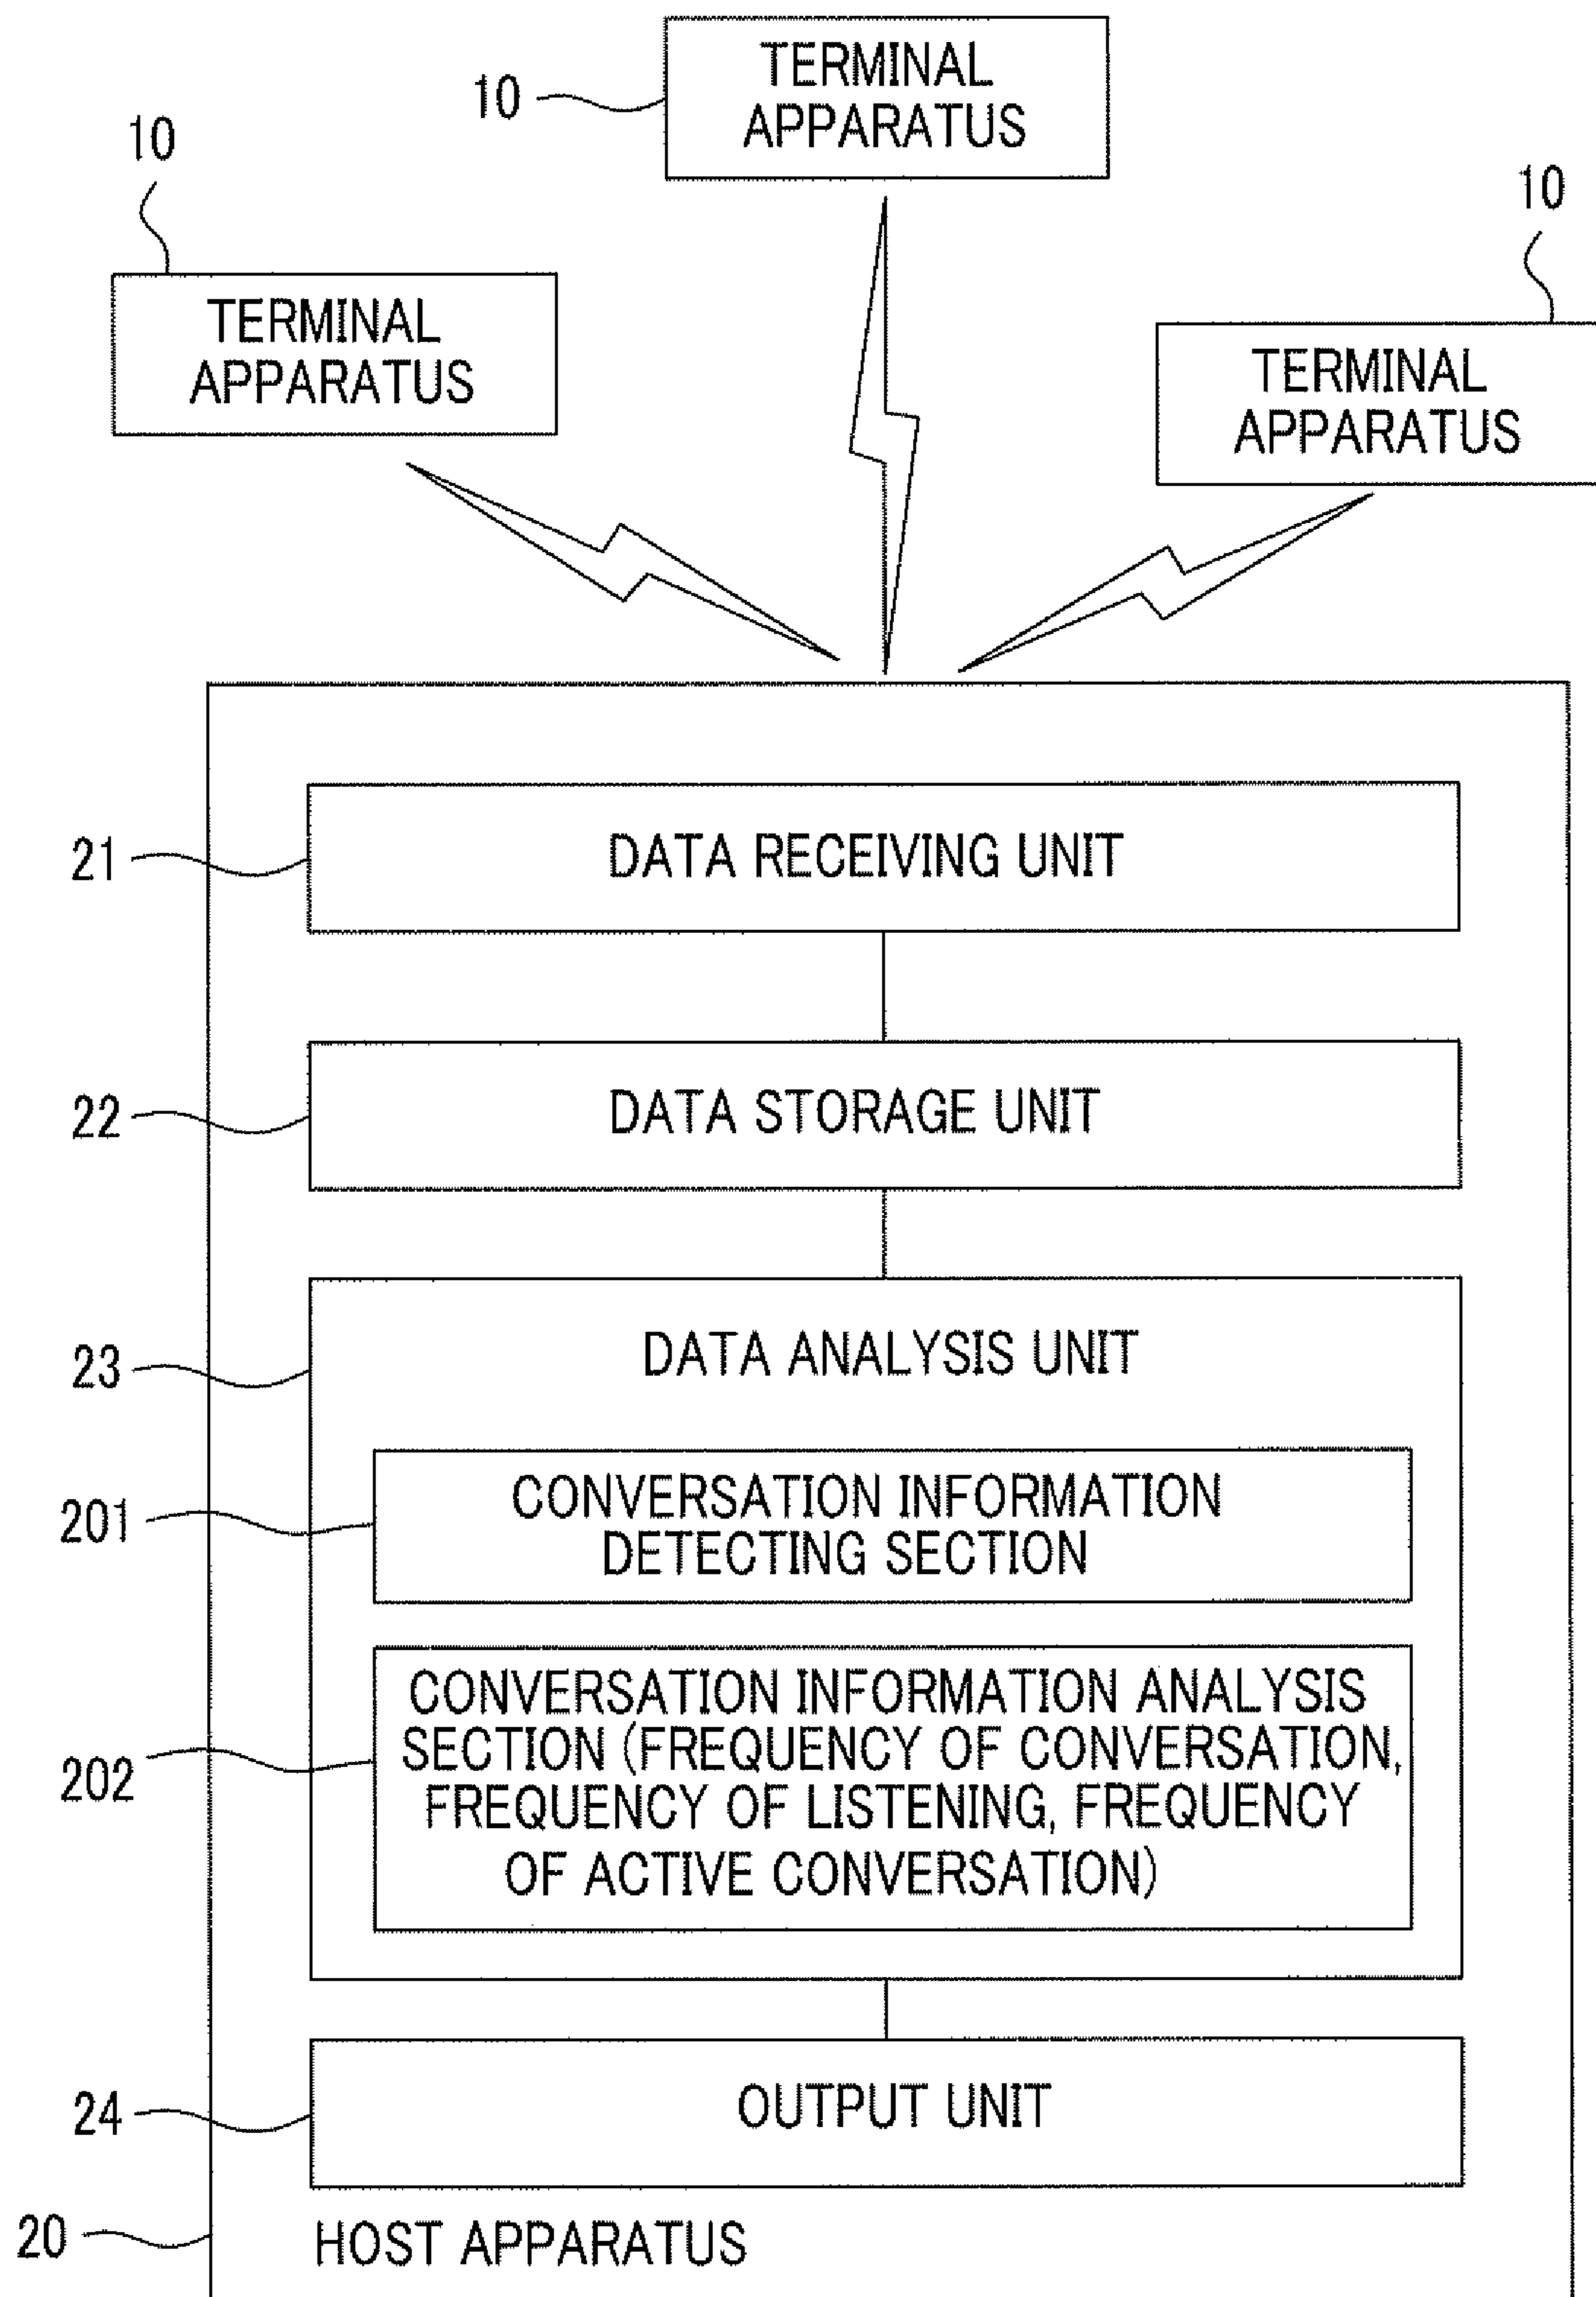 10
TERMINAL
APPARATUS
10
TERMINAL
APPARATUS
10
TERMINAL
APPARATUS
21
DATA RECEIVING UNIT
22
DATA STORAGE UNIT
23
DATA ANALYSIS UNIT
201
CONVERSATION INFORMATION
DETECTING SECTION
202
CONVERSATION INFORMATION ANALYSIS
SECTION (FREQUENCY OF CONVERSATION,
FREQUENCY OF LISTENING, FREQUENCY
OF ACTIVE CONVERSATION)
24
OUTPUT UNIT
20
HOST APPARATUS